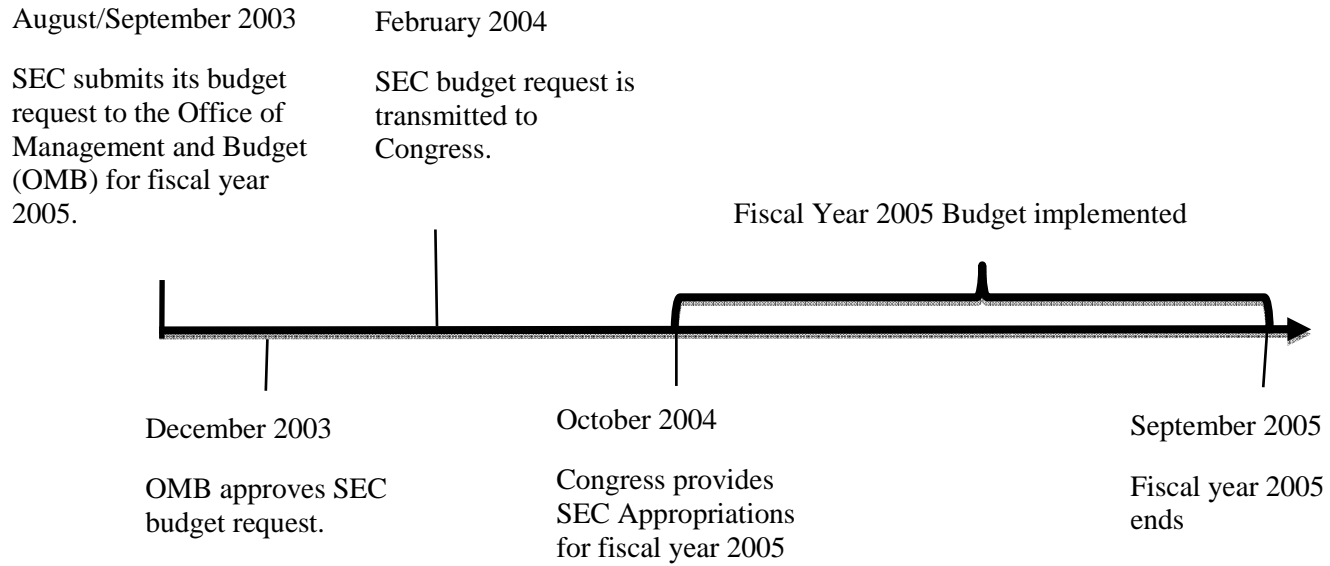 August/September 2003
SEC submits its budget
request to the Office of
Management and Budget
(OMB) for fiscal year
2005.
February 2004
SEC budget request is
transmitted to
Congress.
Fiscal Year 2005 Budget implemented
December 2003
OMB approves SEC
budget request.
October 2004
Congress provides
SEC Appropriations
for fiscal year 2005
September 2005
Fiscal year 2005
ends